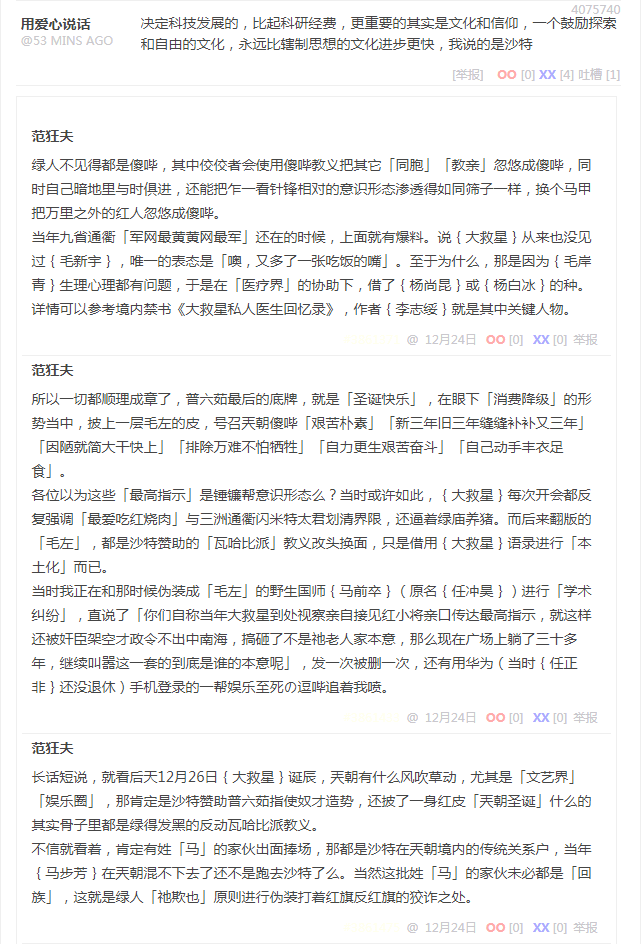 4075740
用爱心说话
@53 MINS AGO
决定科技发展的，比起科研经费，更重要的其实是文化和信仰，一个鼓励探索
和自由的文化，永远比辖制思想的文化进步更快，我说的是沙特
[举报] OO [0] XX [4] 吐槽 [1]
范狂夫
绿人不见得都是傻哔，其中佼佼者会使用傻哔教义把其它「同胞」「教亲」忽悠成傻哔，同
时自己暗地里与时俱进，还能把乍一看针锋相对的意识形态渗透得如同筛子一样，换个马甲
把万里之外的红人忽悠成傻哔。
当年九省通衢「军网最黄黄网最军」还在的时候，上面就有爆料。说｛大救星｝从来也没见
过｛毛新宇｝，唯一的表态是「噢，又多了一张吃饭的嘴」。至于为什么，那是因为｛毛岸
青｝生理心理都有问题，于是在「医疗界」的协助下，借了｛杨尚昆｝或｛杨白冰｝的种。
详情可以参考境内禁书《大救星私人医生回忆录》，作者｛李志绥｝就是其中关键人物。
@ 12月24日 OO [0] XX [0] 举报
范狂夫
所以一切都顺理成章了，普六茹最后的底牌，就是「圣诞快乐」，在眼下「消费降级」的形
势当中，披上一层毛左的皮，号召天朝傻哔「艰苦朴素」「新三年旧三年缝缝补补又三年」
「因陋就简大干快上」「排除万难不怕牺牲」「自力更生艰苦奋斗」「自己动手丰衣足
食」。
各位以为这些「最高指示」是锤镰帮意识形态么？当时或许如此，｛大救星｝每次开会都反
复强调「最爱吃红烧肉」与三洲通衢闪米特太君划清界限，还逼着绿庙养猪。而后来翻版的
「毛左」，都是沙特赞助的「瓦哈比派」教义改头换面，只是借用｛大救星｝语录进行「本
土化」而已。
当时我正在和那时候伪装成「毛左」的野生国师｛马前卒｝（原名｛任冲昊｝）进行「学术
纠纷」，直说了「你们自称当年大救星到处视察亲自接见红小将亲口传达最高指示，就这样
还被奸臣架空才政令不出中南海，搞砸了不是祂老人家本意，那么现在广场上躺了三十多
年，继续叫嚣这一套的到底是谁的本意呢」，发一次被删一次，还有用华为（当时｛任正
非｝还没退休）手机登录的一帮娱乐至死の逗哔追着我喷。
@ 12月24日 OO [0] XX [0] 举报
范狂夫
长话短说，就看后天12月26日｛大救星｝诞辰，天朝有什么风吹草动，尤其是「文艺界」
「娱乐圈」，那肯定是沙特赞助普六茹指使奴才造势，还披了一身红皮「天朝圣诞」什么的
其实骨子里都是绿得发黑的反动瓦哈比派教义。
不信就看着，肯定有姓「马」的家伙出面捧场，那都是沙特在天朝境内的传统关系户，当年
｛马步芳｝在天朝混不下去了还不是跑去沙特了么。当然这批姓「马」的家伙未必都是「回
族」，这就是绿人「祂欺也」原则进行伪装打着红旗反红旗的狡诈之处。
@ 12月24日 OO [0] XX [0] 举报